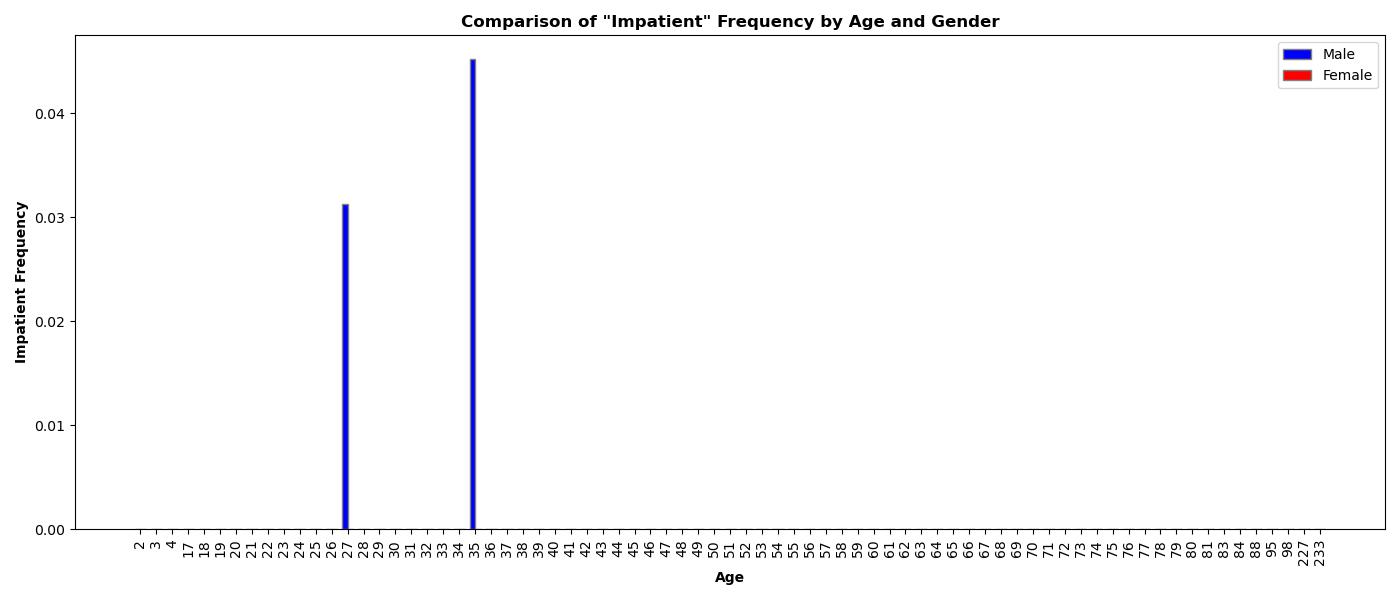 Comparison of "Impatient" Frequency by Age and Gender
Male
Female
Impatient Frequency
0.04
0.03
0.02
0.01
0.00
2 3 4 17 18 19 20 21 22 23 24 25 26 27 28 29 30 31 32 33 34 35 36 37 38 39 40 41 42 43 44 45 46 47 48 49 50 51 52 53 54 55 56 57 58 59 60 61 62 63 64 65 66 67 68 69 70 71 72 73 74 75 76 77 78 79 80 81 83 84 88 95 98 227 233
Age